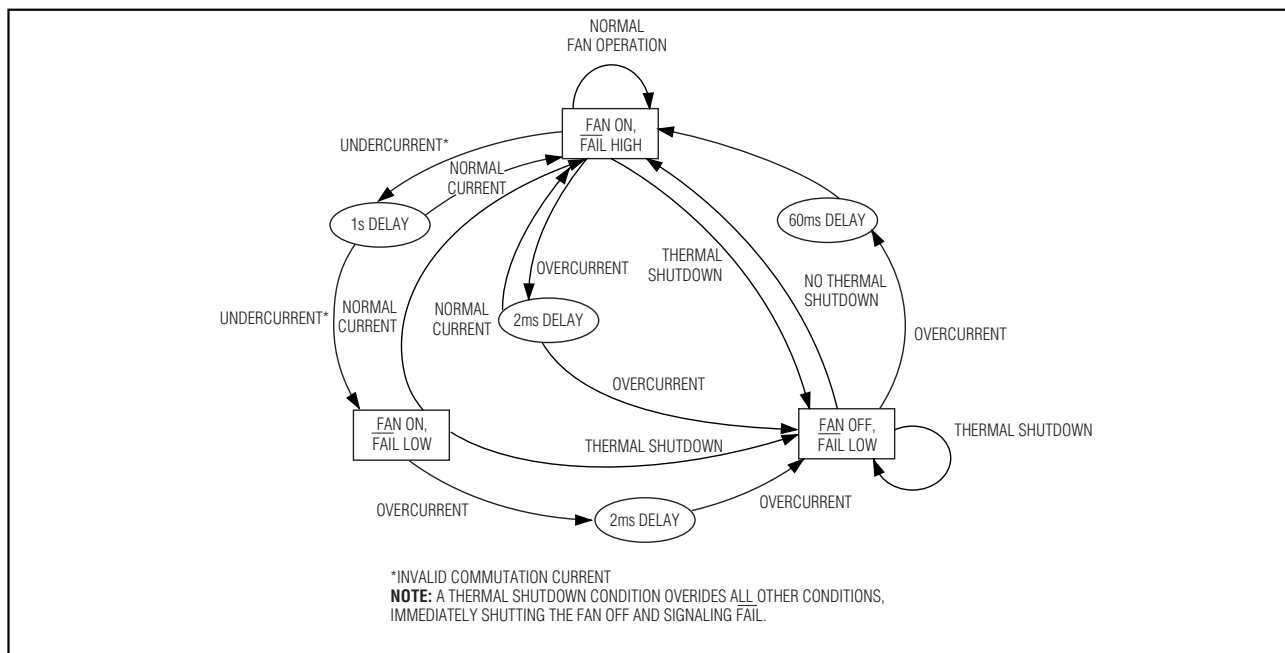 NORMAL
FAN OPERATION
FAN ON,
FAIL HIGH
UNDERCURRENT*
NORMAL
CURRENT
1s DELAY
60ms DELAY
OVERCURRENT
THERMAL
SHUTDOWN
NO THERMAL
SHUTDOWN
UNDERCURRENT*
NORMAL
CURRENT
NORMAL
CURRENT
2ms DELAY
OVERCURRENT
OVERCURRENT
FAN ON,
FAIL LOW
FAN OFF,
FAIL LOW
THERMAL SHUTDOWN
THERMAL SHUTDOWN
OVERCURRENT
2ms DELAY
OVERCURRENT
*INVALID COMMUTATION CURRENT
NOTE: A THERMAL SHUTDOWN CONDITION OVERIDES ALL OTHER CONDITIONS,
IMMEDIATELY SHUTTING THE FAN OFF AND SIGNALING FAIL.